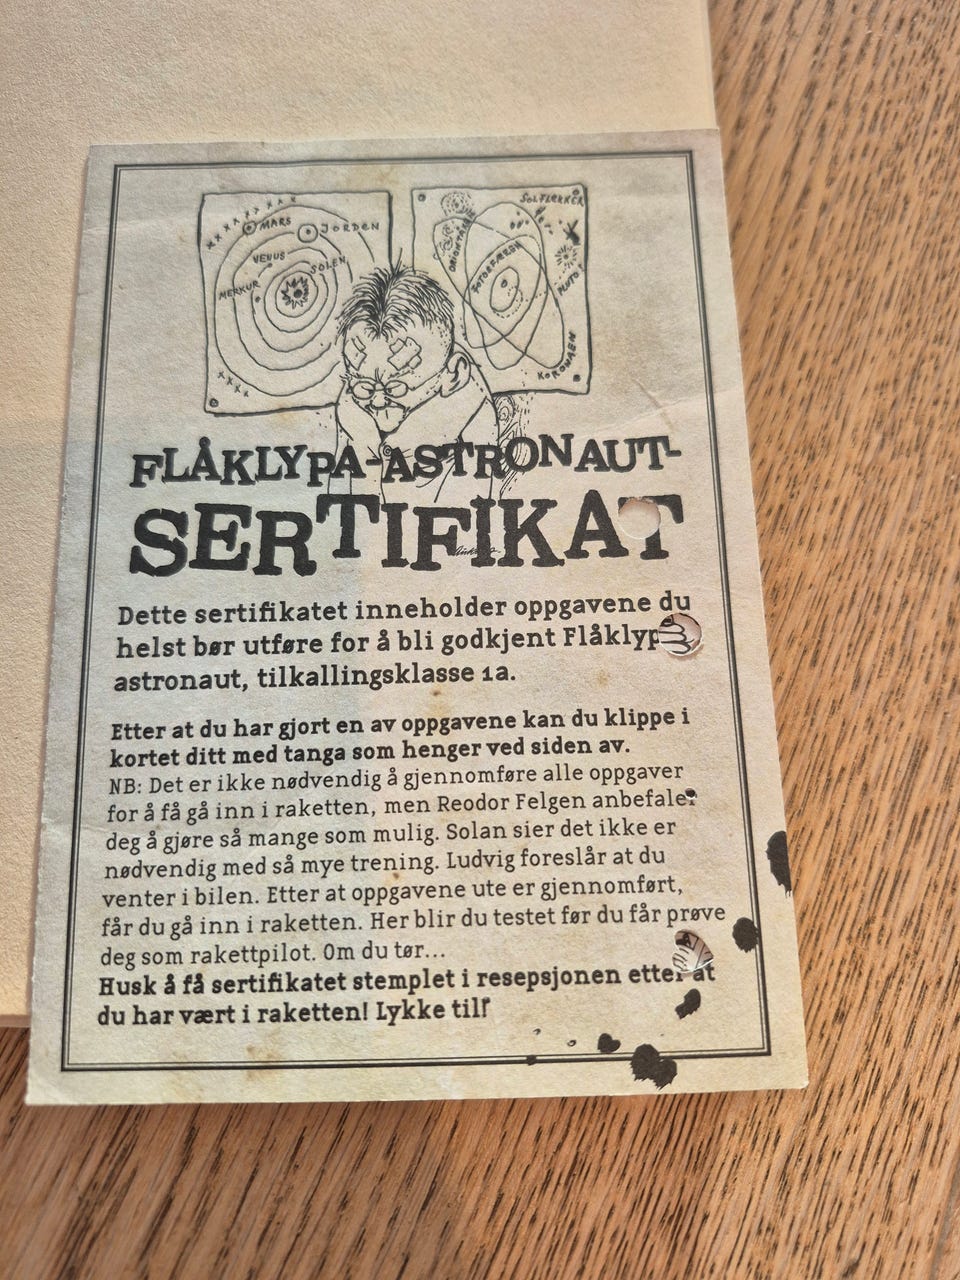 MARS
JORDEN
VENUS
SOLEN
MERKUR
SOLFLEKKER
PLUTO?
KORONAEN
FLÅKLYPA-ASTRONAUT-
SERTIFIKAT
Dette sertifikatet inneholder oppgavene du
helst bør utføre for å bli godkjent Flåklyp
astronaut, tilkallingsklasse 1a.
Etter at du har gjort en av oppgavene kan du klippe i
kortet ditt med tanga som henger ved siden av.
NB: Det er ikke nødvendig å gjennomføre alle oppgaver
for å få gå inn i raketten, men Reodor Felgen anbefaler
deg å gjøre så mange som mulig. Solan sier det ikke er
nødvendig med så mye trening. Ludvig foreslår at du
venter i bilen. Etter at oppgavene ute er gjennomført,
får du gå inn i raketten. Her blir du testet før du får prøve
deg som rakettpilot. Om du tør...
Husk å få sertifikatet stemplet i resepsjonen etter at
du har vært i raketten! Lykke til!